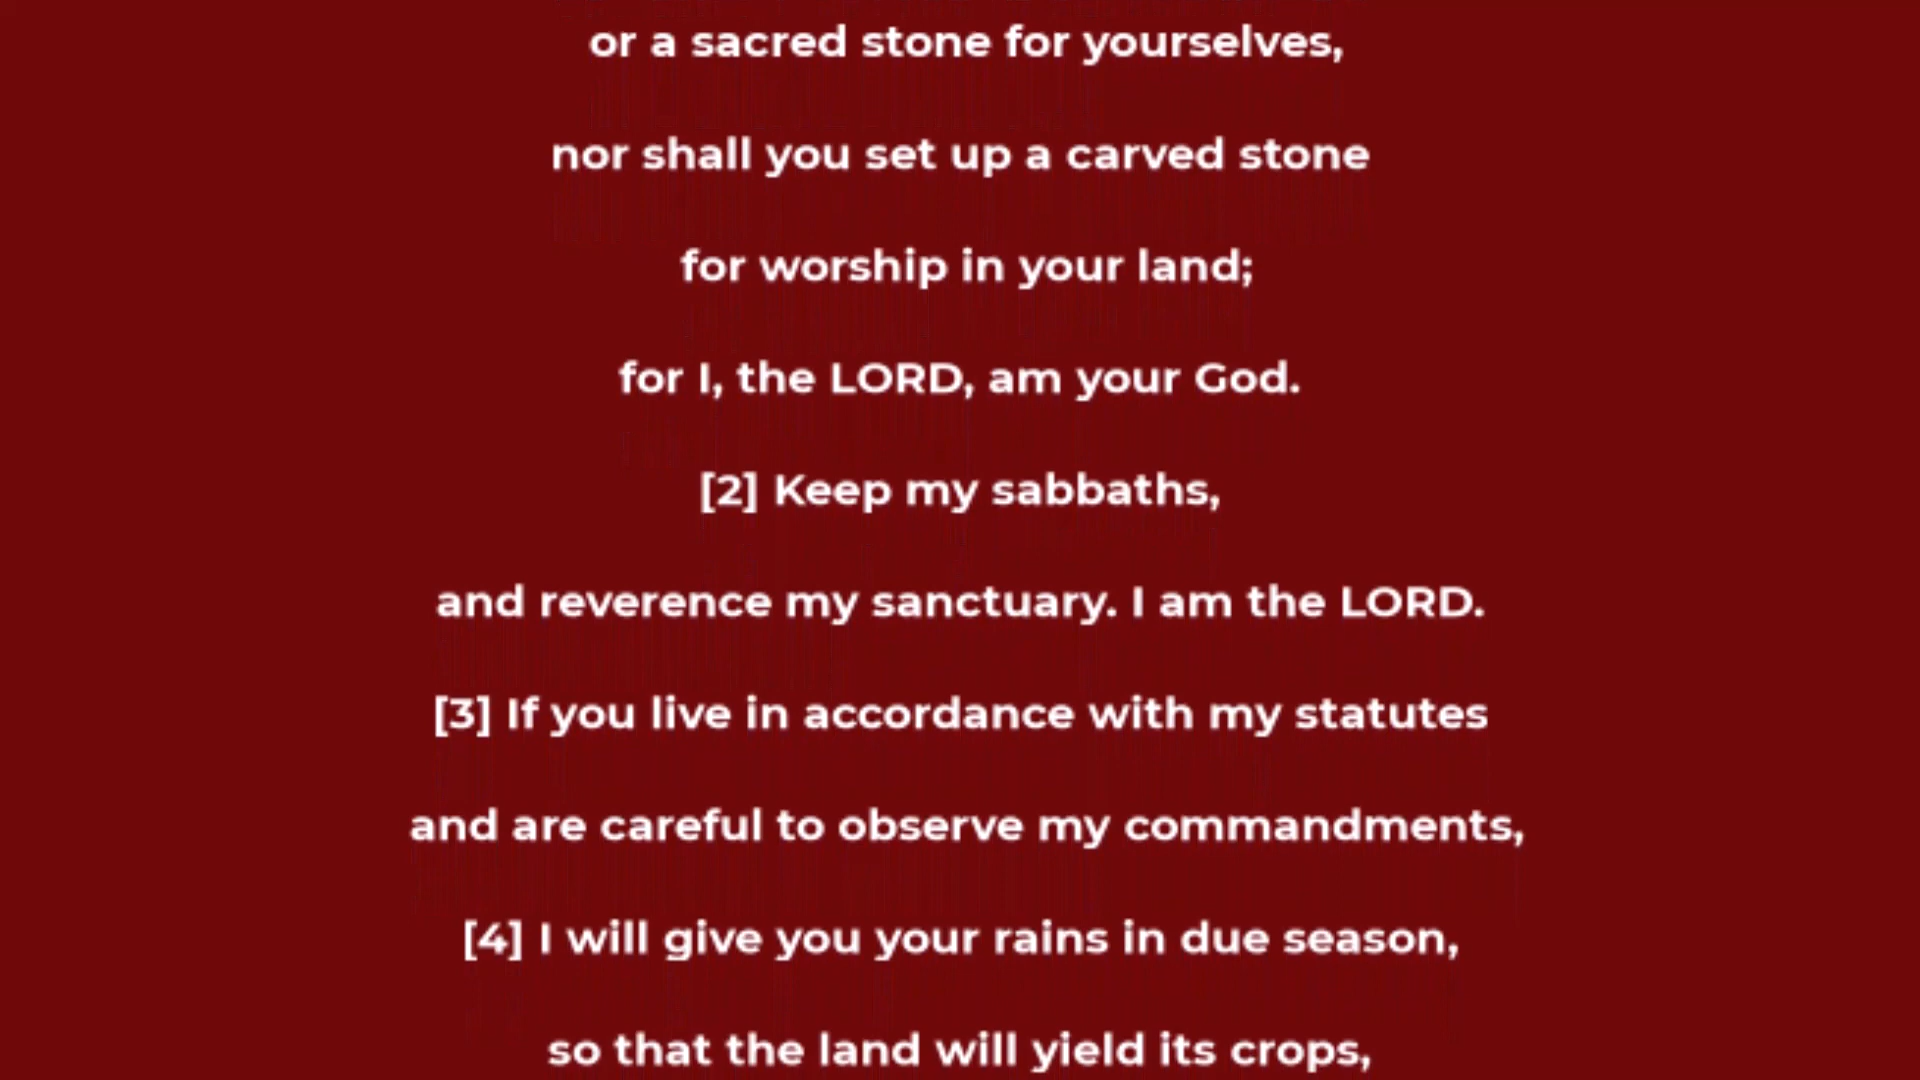 or a sacred stone for yourselves,
nor shall you set up a carved stone
for worship in your land;
for I, the LORD, am your God.
[2] Keep my sabbaths,
and reverence my sanctuary. I am the LORD.
[3] If you live in accordance with my statutes
and are careful to observe my commandments,
[4] I will give you your rains in due season,
so that the land will yield its crops,